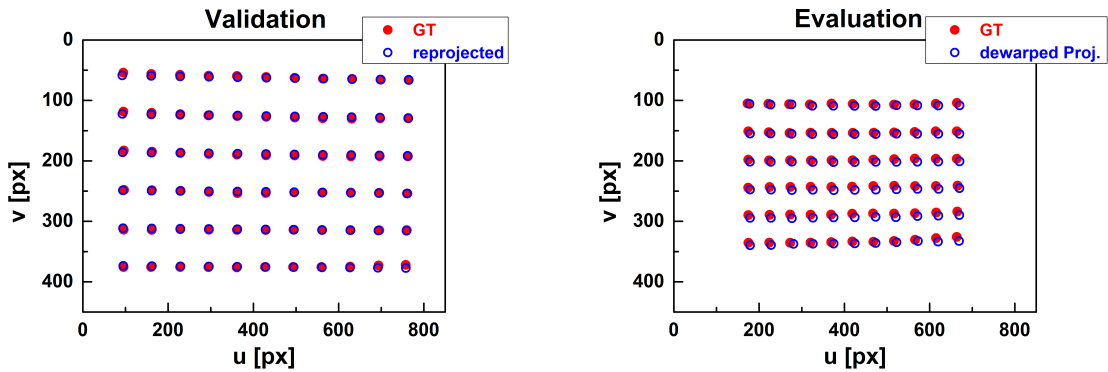 Validation
GT
reprojected
0
100
200
300
400
v [px]
0 200 400 600 800
u [px]
Evaluation
GT
dewarped Proj.
0
100
200
300
400
v [px]
0 200 400 600 800
u [px]